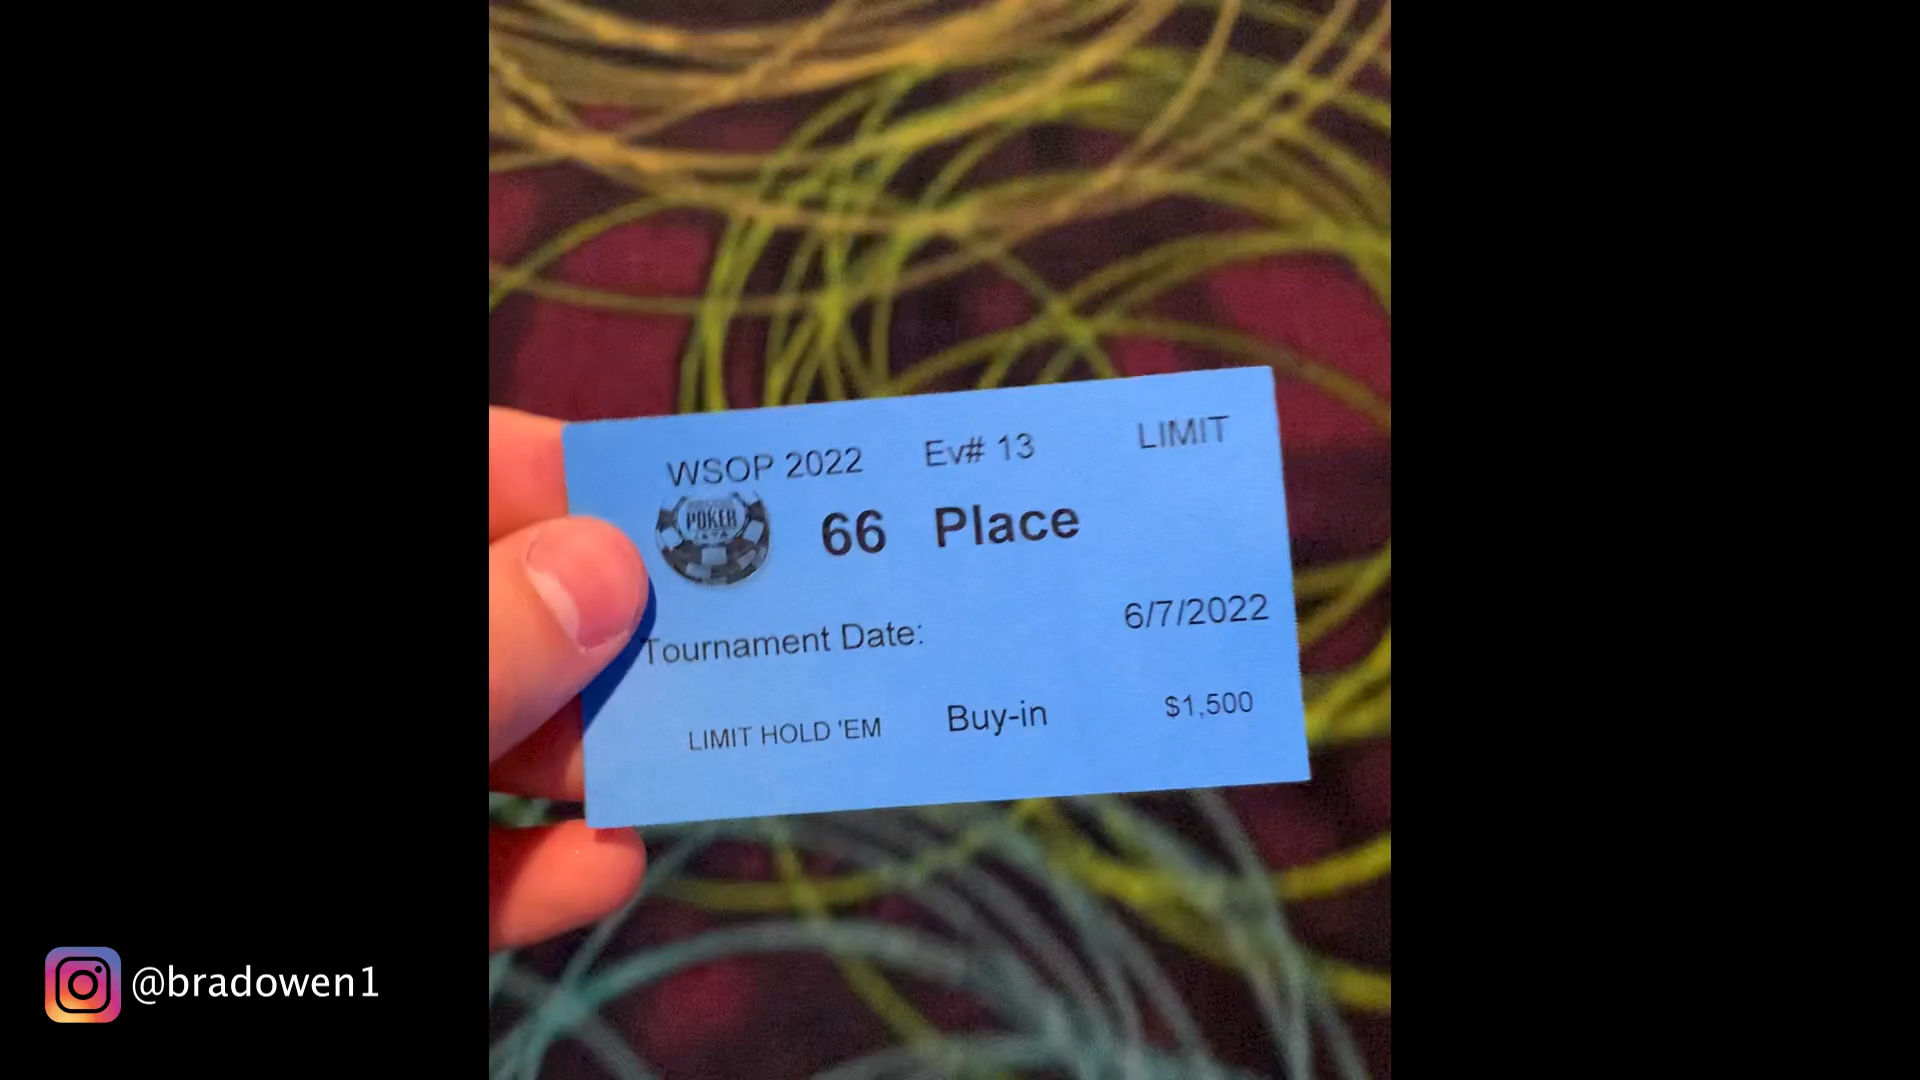 WSOP 2022 Ev# 13 LIMIT
POKER
66 Place
Tournament Date: 6/7/2022
LIMIT HOLD 'EM Buy-in $1,500
@bradowen1